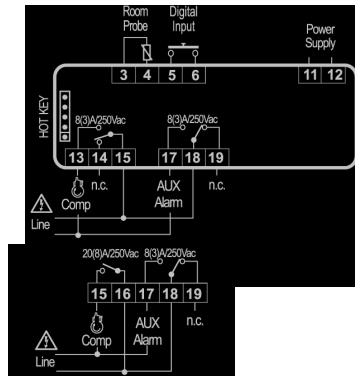 Room Probe
Digital Input
Power Supply
3 4 5 6 11 12
HOT KEY
8(3)A/250Vac 8(3)A/250Vac
13 14 15 17 18 19
n.c. n.c.
Comp
AUX Alarm
Line
20(8)A/250Vac 8(3)A/250Vac
15 16 17 18 19
n.c.
Comp
AUX Alarm
Line